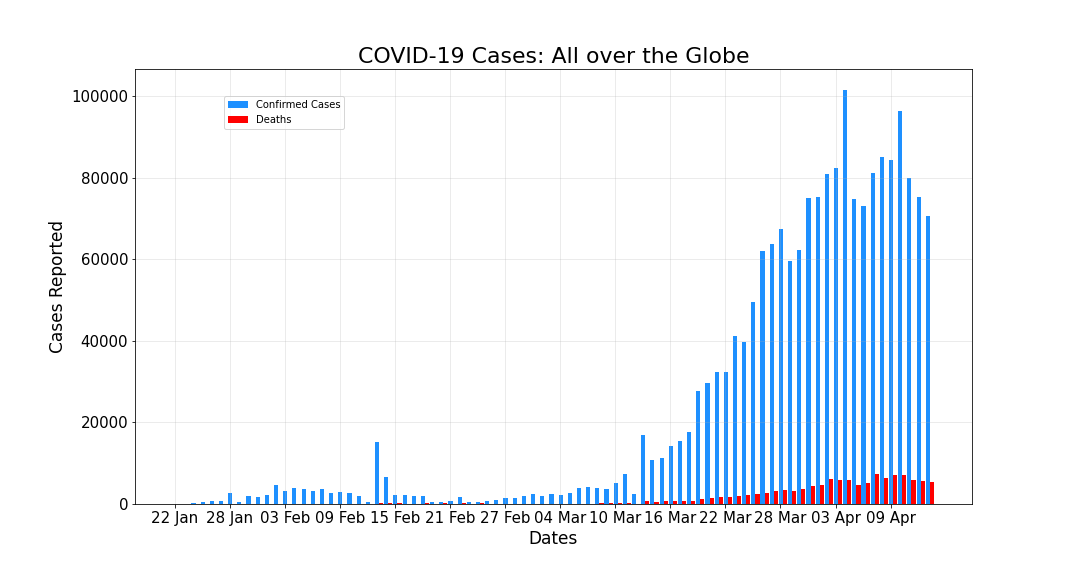 COVID-19 Cases: All over the Globe
Confirmed Cases
Deaths
Cases Reported
100000
80000
60000
40000
20000
0
22 Jan 28 Jan 03 Feb 09 Feb 15 Feb 21 Feb 27 Feb 04 Mar 10 Mar 16 Mar 22 Mar 28 Mar 03 Apr 09 Apr
Dates